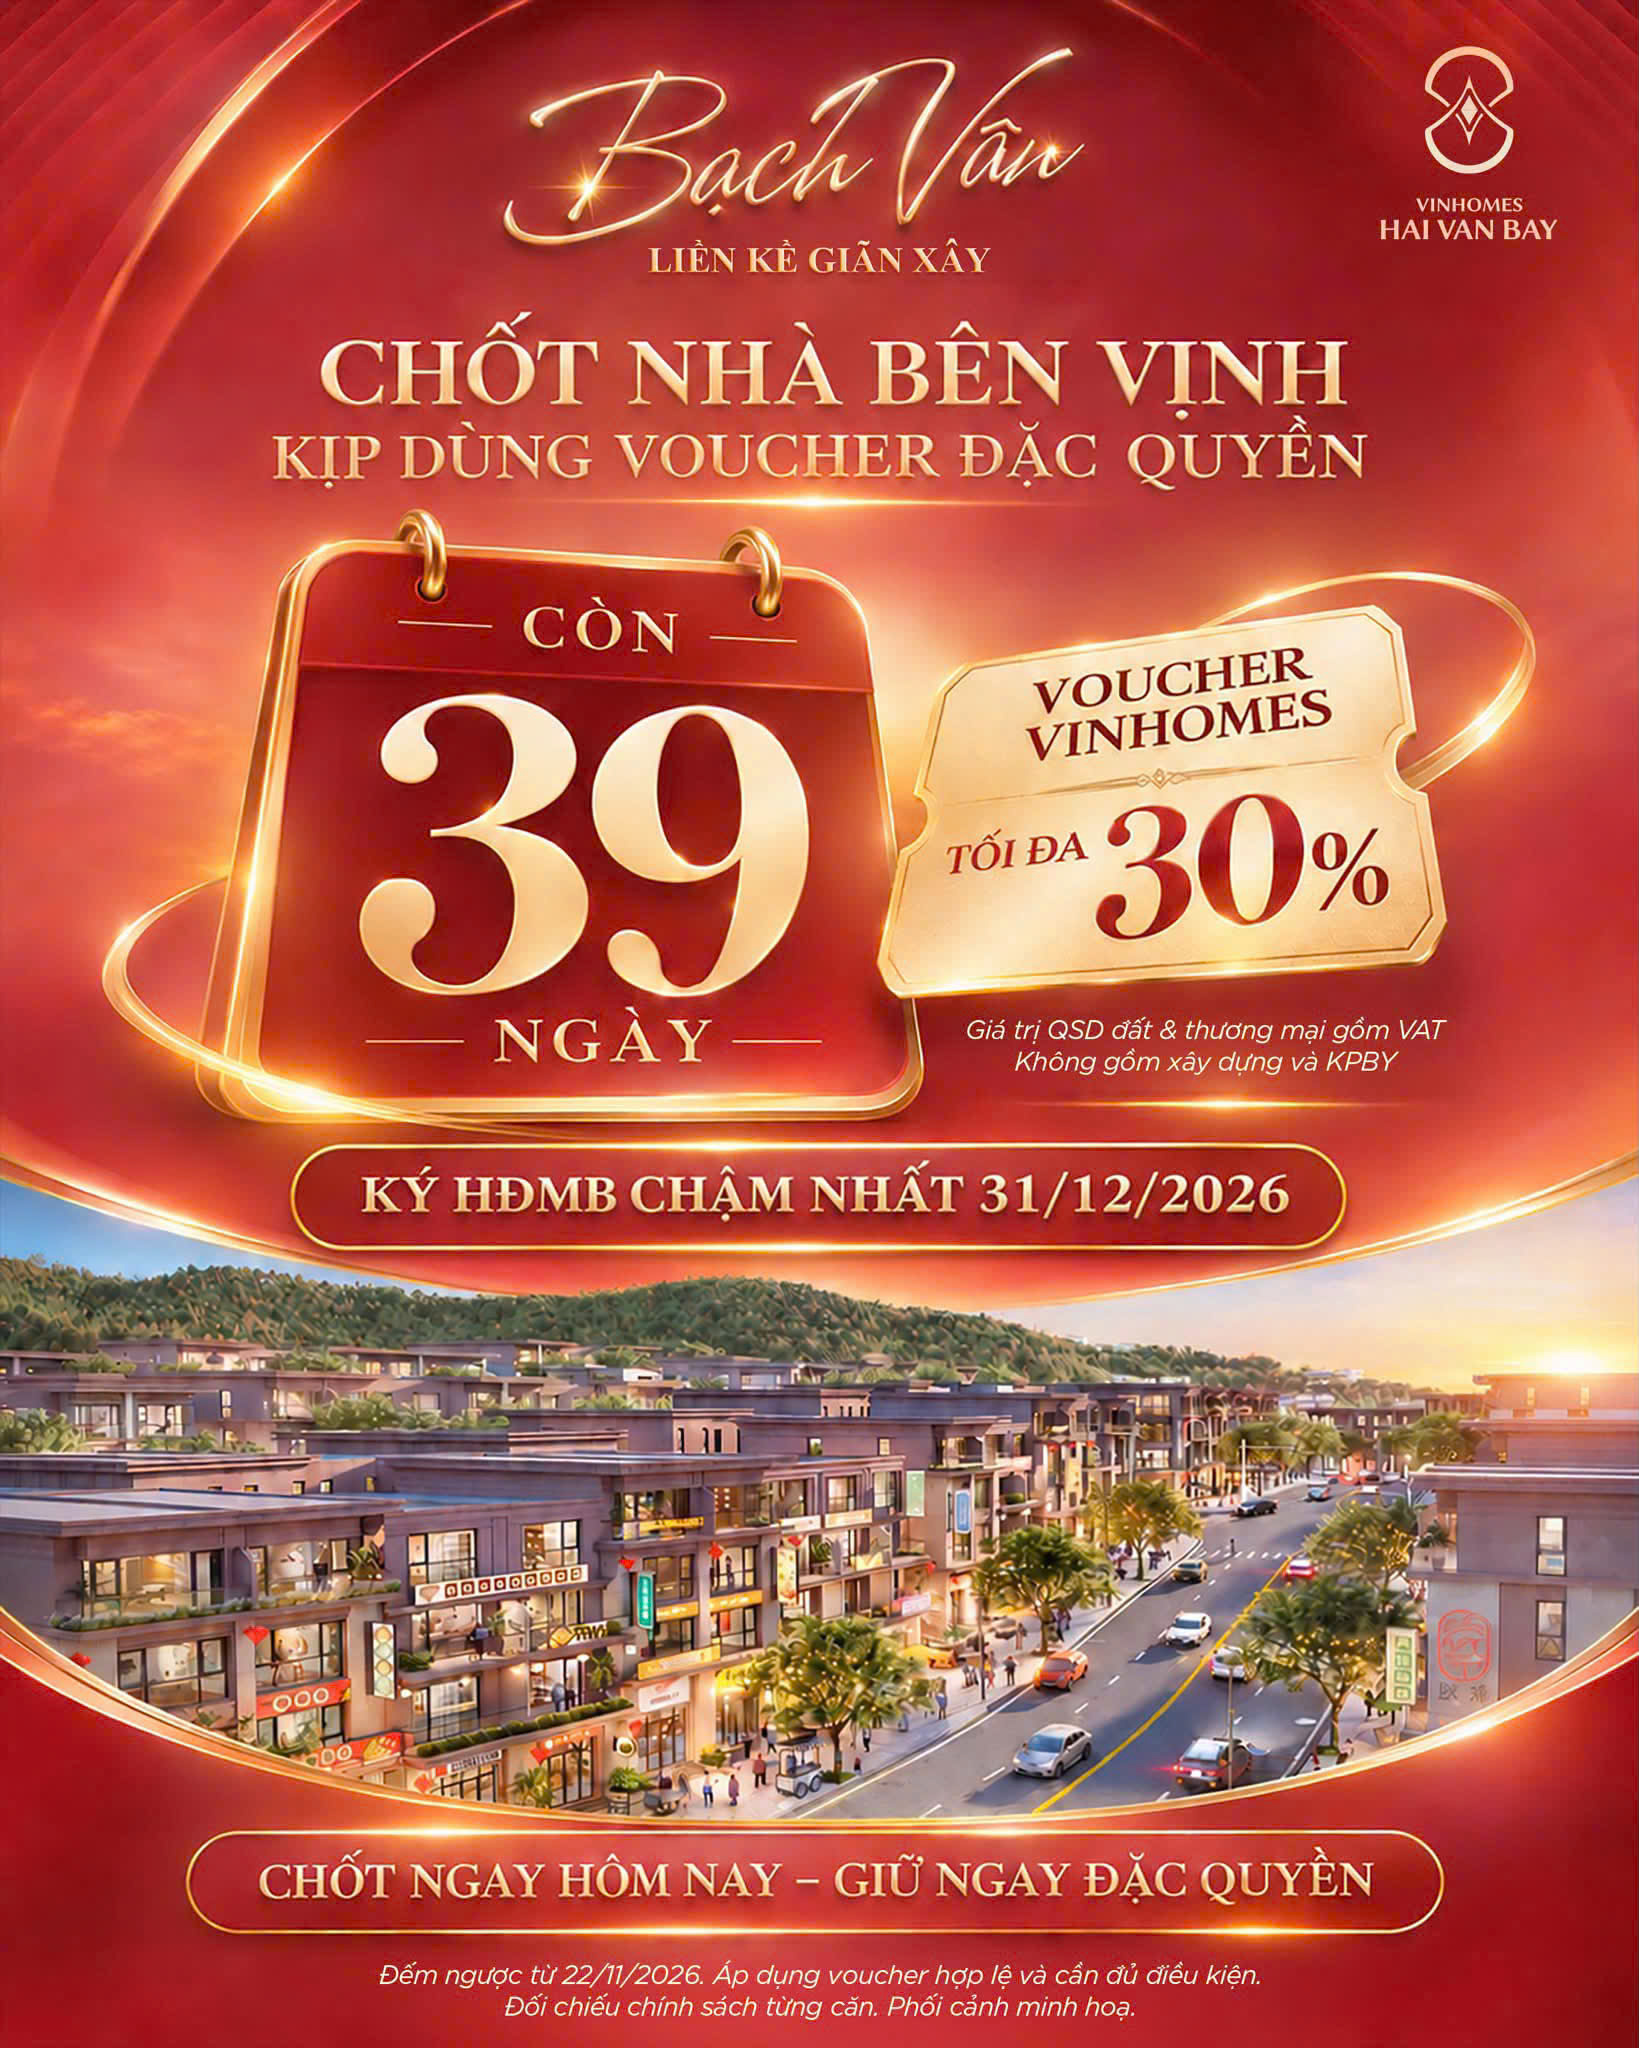 Bạch Vân
LIỀN KỀ GIÃN XÂY
VINHOMES
HAI VAN BAY
CHỐT NHÀ BÊN VỊNH
KỊP DÙNG VOUCHER ĐẶC QUYỀN
CÒN
39
NGÀY
VOUCHER
VINHOMES
TỐI ĐA 30%
Giá trị QSD đất & thương mại gồm VAT
Không gồm xây dựng và KPBY
KÝ HĐMB CHẬM NHẤT 31/12/2026
CHỐT NGAY HÔM NAY – GIỮ NGAY ĐẶC QUYỀN
Đếm ngược từ 22/11/2026. Áp dụng voucher hợp lệ và cần đủ điều kiện.
Đối chiếu chính sách từng căn. Phối cảnh minh hoạ.